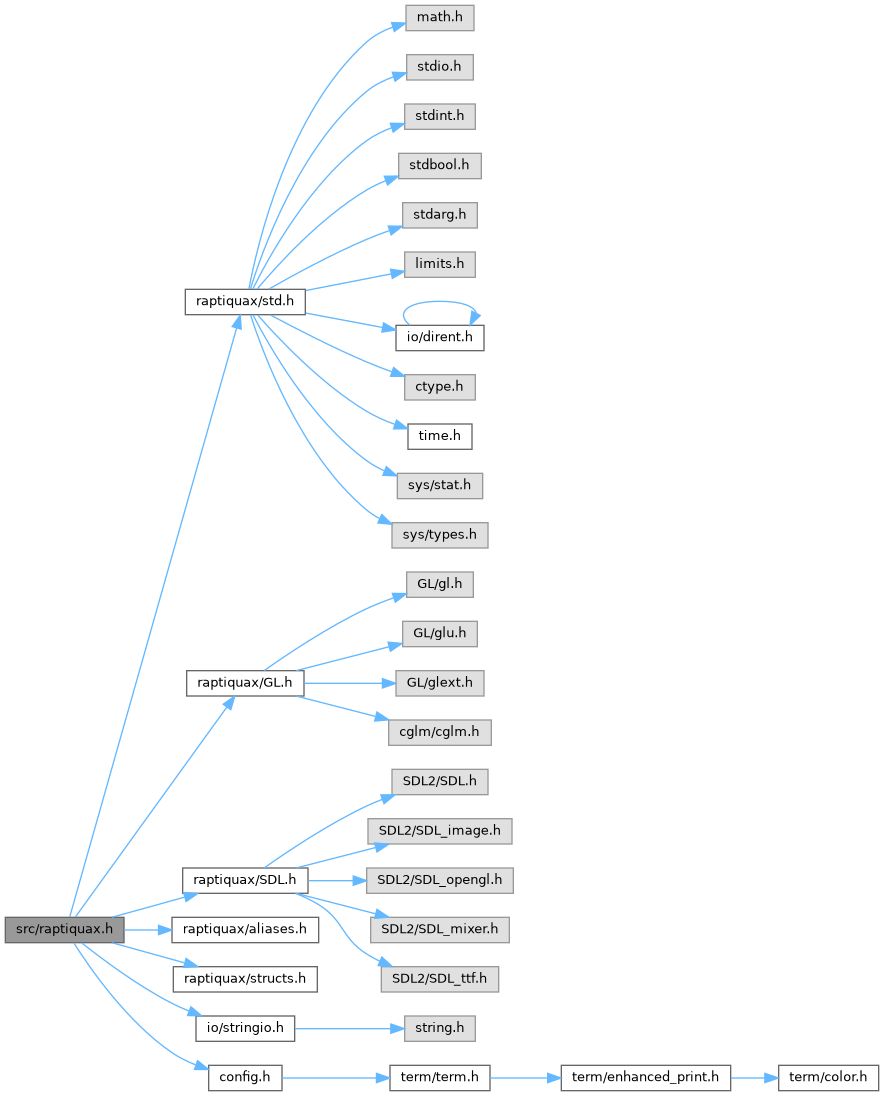 math.h
stdio.h
stdint.h
stdbool.h
stdarg.h
limits.h
raptiquax/std.h
io/dirent.h
ctype.h
time.h
sys/stat.h
sys/types.h
GL/gl.h
GL/glu.h
raptiquax/GL.h
GL/glext.h
cglm/cglm.h
SDL2/SDL.h
SDL2/SDL_image.h
raptiquax/SDL.h
SDL2/SDL_opengl.h
src/raptiquax.h
raptiquax/aliases.h
SDL2/SDL_mixer.h
raptiquax/structs.h
SDL2/SDL_ttf.h
io/stringio.h
string.h
config.h
term/term.h
term/enhanced_print.h
term/color.h